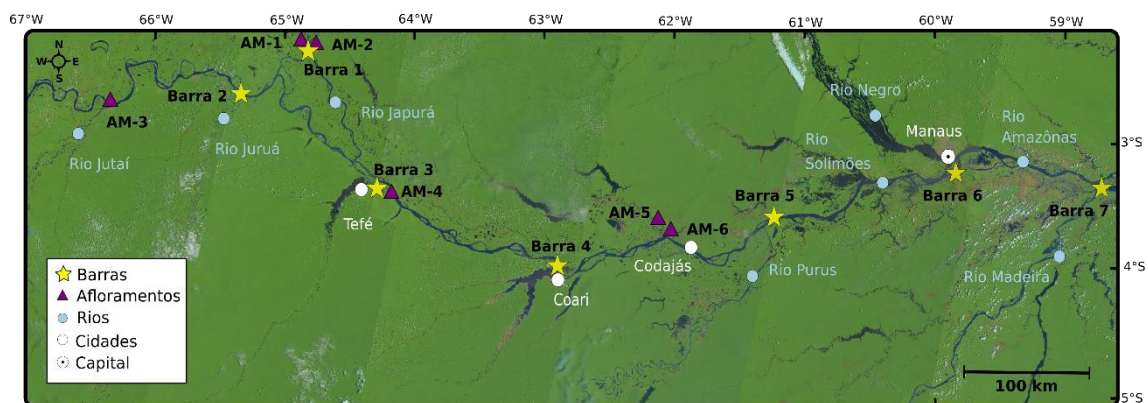 67°W 66°W 65°W 64°W 63°W 62°W 61°W 60°W 59°W
N
W E
S
AM-1 AM-2
Barra 1
Barra 2
AM-3
Rio Japurá
Rio Negro
Manaus
Rio
Amazônas
Rio Jutaí
Rio Juruá
Rio
Solimões
3°S
Barra 3
AM-4
Tefé
AM-5
AM-6
Barra 5
Barra 6
Barra 7
Barra 4
Codajás
Coari
Rio Purus
Rio Madeira
4°S
Barras
Afloramentos
Rios
Cidades
Capital
100 km
5°S